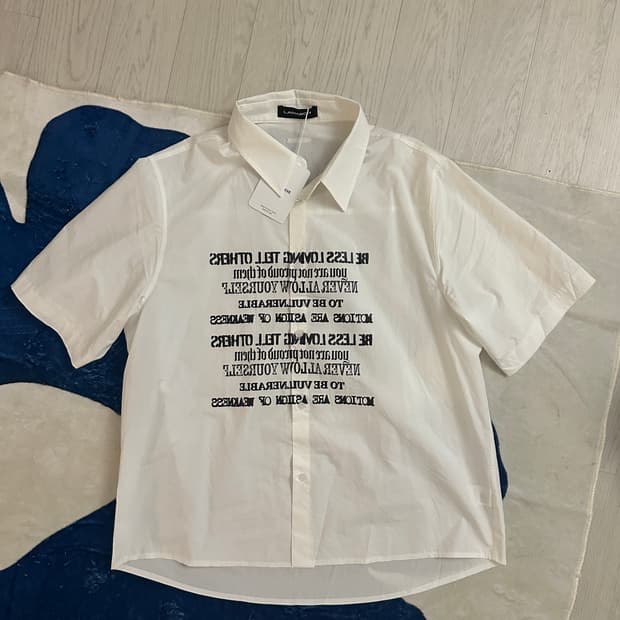 BE LESS LOVING TELL OTHERS
you are not proud of them
NEVER ALLOW YOURSELF
TO BE VULNERABLE
MOTIONS ARE ASIGN OF WEAKNESS
BE LESS LOVING TELL OTHERS
you are not proud of them
NEVER ALLOW YOURSELF
TO BE VULNERABLE
MOTIONS ARE ASIGN OF WEAKNESS